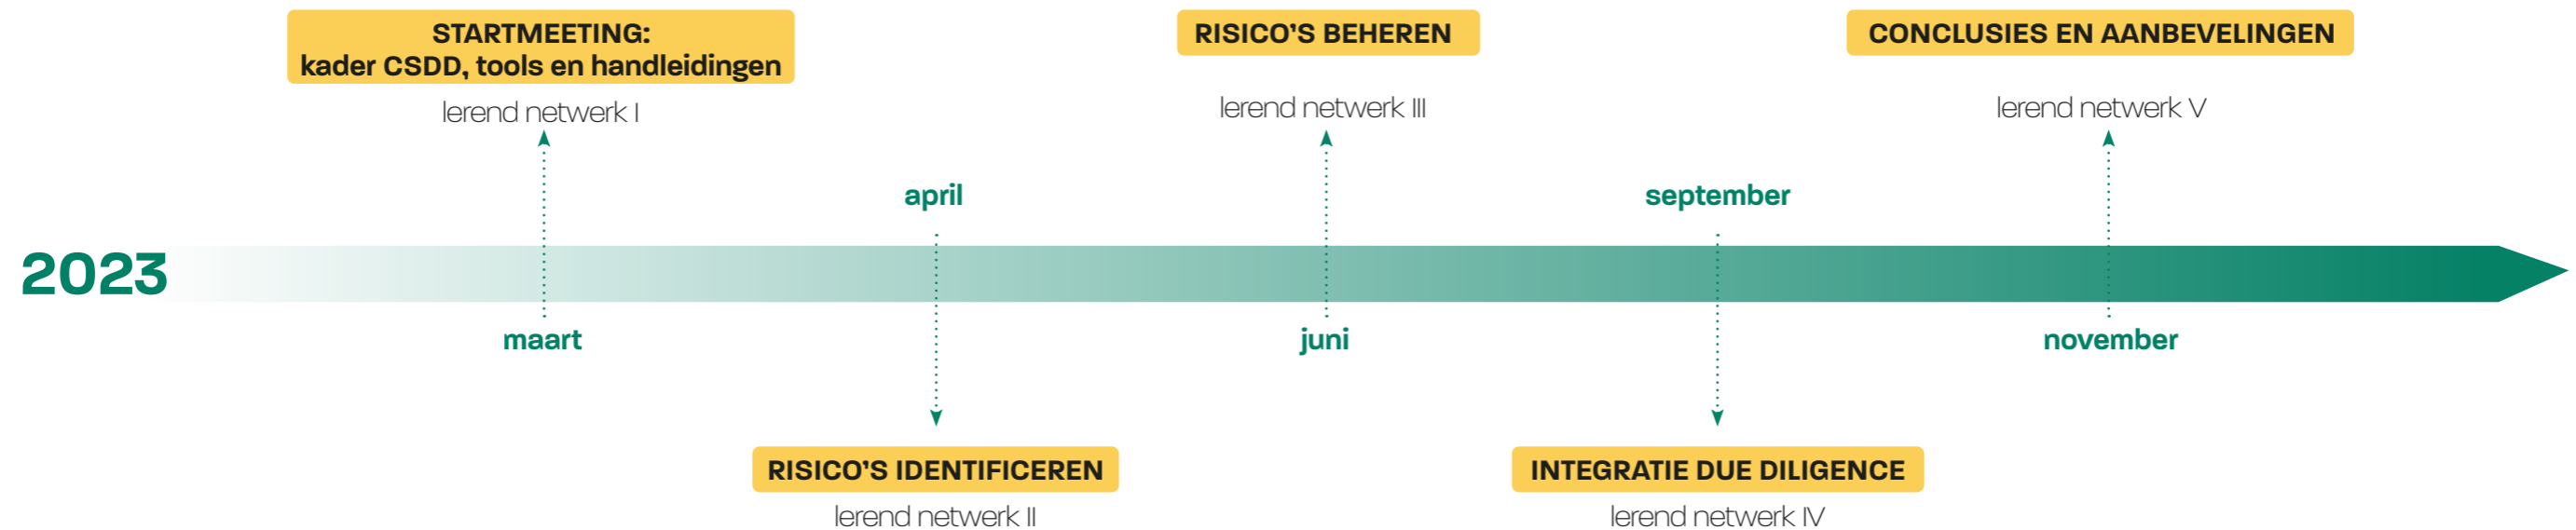 STARTMEETING:
kader CSDD, tools en handleidingen
lerend netwerk I
RISICO’S BEHEREN
lerend netwerk III
CONCLUSIES EN AANBEVELINGEN
lerend netwerk V
april
september
2023
maart
juni
november
RISICO’S IDENTIFICEREN
lerend netwerk II
INTEGRATIE DUE DILIGENCE
lerend netwerk IV